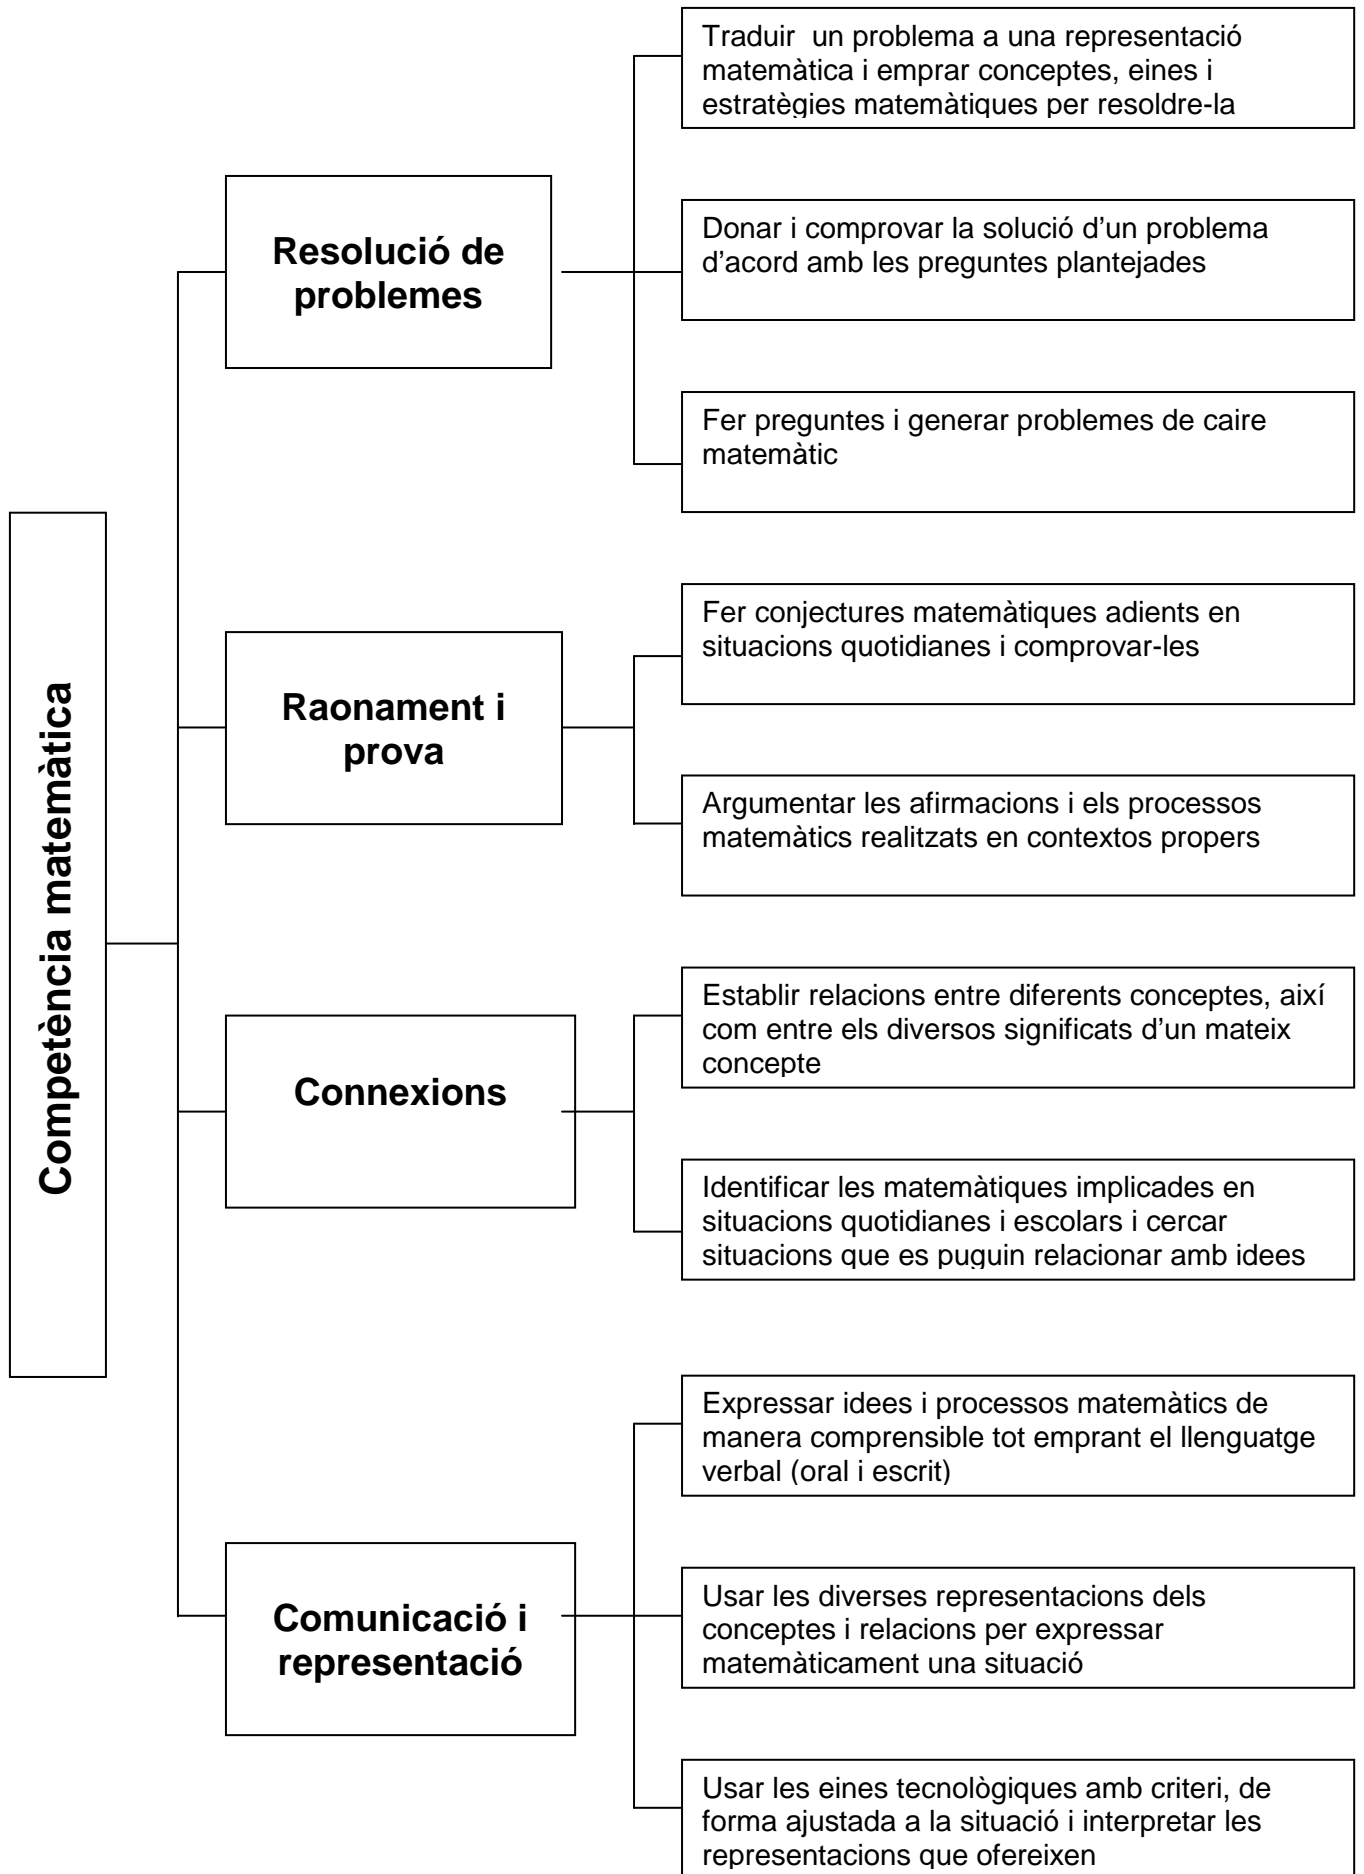 Competència matemàtica
Resolució de
problemes
Traduir un problema a una representació
matemàtica i emprar conceptes, eines i
estratègies matemàtiques per resoldre-la
Donar i comprovar la solució d’un problema
d’acord amb les preguntes plantejades
Fer preguntes i generar problemes de caire
matemàtic
Raonament i
prova
Fer conjectures matemàtiques adients en
situacions quotidianes i comprovar-les
Argumentar les afirmacions i els processos
matemàtics realitzats en contextos propers
Connexions
Establir relacions entre diferents conceptes, així
com entre els diversos significats d’un mateix
concepte
Identificar les matemàtiques implicades en
situacions quotidianes i escolars i cercar
situacions que es puguin relacionar amb idees
Comunicació i
representació
Expressar idees i processos matemàtics de
manera comprensible tot emprant el llenguatge
verbal (oral i escrit)
Usar les diverses representacions dels
conceptes i relacions per expressar
matemàticament una situació
Usar les eines tecnològiques amb criteri, de
forma ajustada a la situació i interpretar les
representacions que ofereixen